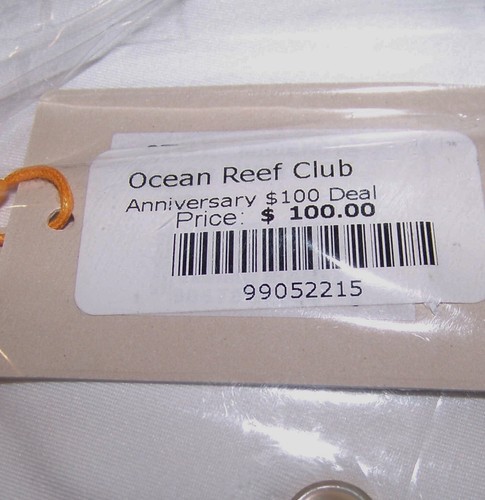 Ocean Reef Club
Anniversary $100 Deal
Price: $ 100.00
99052215